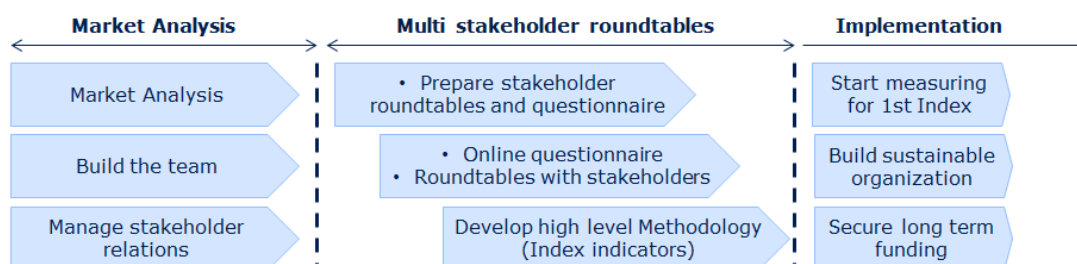 Market Analysis
Multi stakeholder roundtables
Implementation
Market Analysis
• Prepare stakeholder
roundtables and questionnaire
Start measuring
for 1st Index
Build the team
• Online questionnaire
• Roundtables with stakeholders
Build sustainable
organization
Manage stakeholder
relations
Develop high level Methodology
(Index indicators)
Secure long term
funding